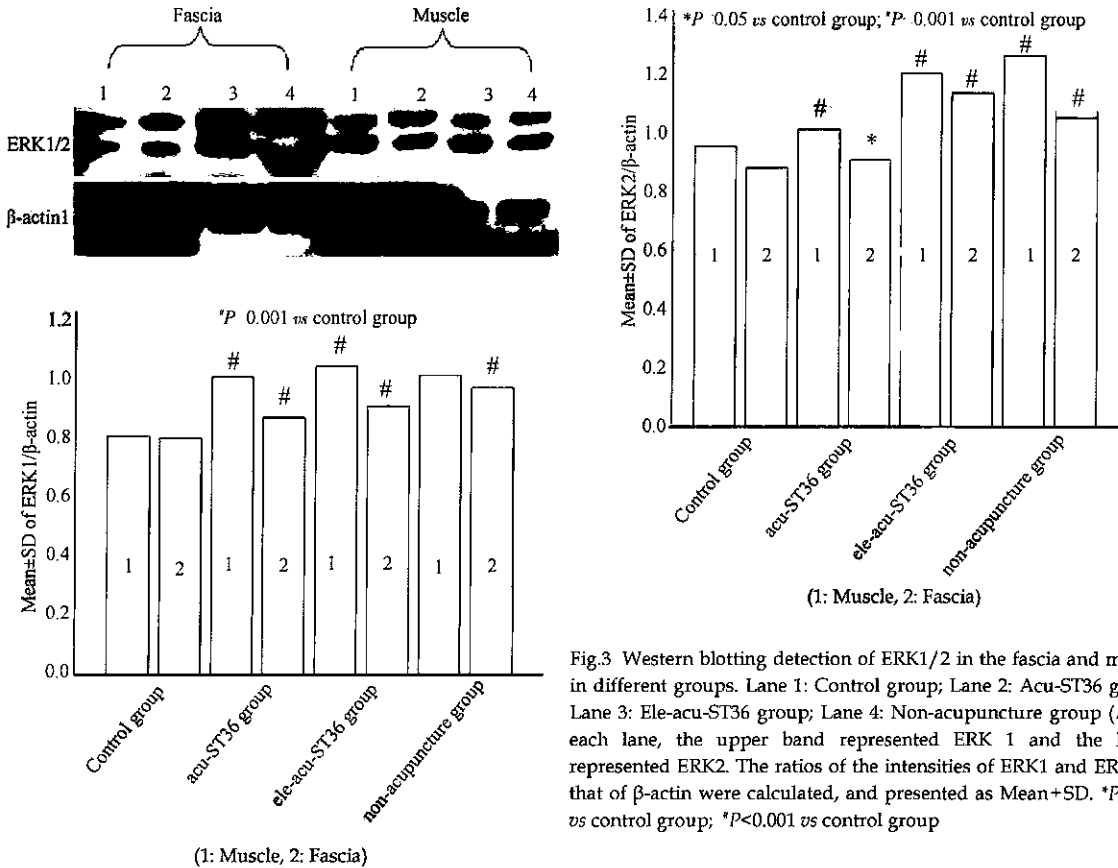 Fascia Muscle
1 2 3 4 1 2 3 4
ERK1/2
β-actin1
#P 0.001 vs control group
Mean±SD of ERK1/β-actin
1.2
1.0
0.8
0.6
0.4
0.2
0.0
# # # # #
1 2 1 2 1 2 1 2
Control group
acu-ST36 group
ele-acu-ST36 group
non-acupuncture group
(1: Muscle, 2: Fascia)
*P 0.05 vs control group; #P 0.001 vs control group
Mean±SD of ERK2/β-actin
1.4
1.2
1.0
0.8
0.6
0.4
0.2
0.0
# * # # # #
1 2 1 2 1 2 1 2
Control group
acu-ST36 group
ele-acu-ST36 group
non-acupuncture group
(1: Muscle, 2: Fascia)
Fig.3 Western blotting detection of ERK1/2 in the fascia and m
in different groups. Lane 1: Control group; Lane 2: Acu-ST36 g
Lane 3: Ele-acu-ST36 group; Lane 4: Non-acupuncture group (
each lane, the upper band represented ERK 1 and the
represented ERK2. The ratios of the intensities of ERK1 and ER
that of β-actin were calculated, and presented as Mean+SD. *P
vs control group; #P<0.001 vs control group